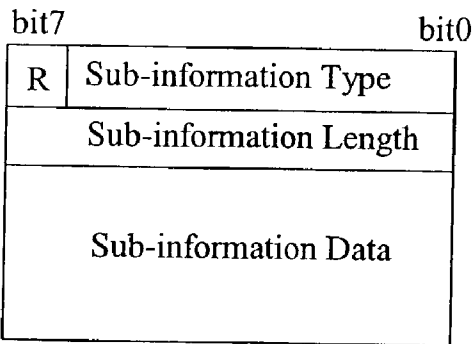 bit7 bit0
R Sub-information Type
Sub-information Length
Sub-information Data